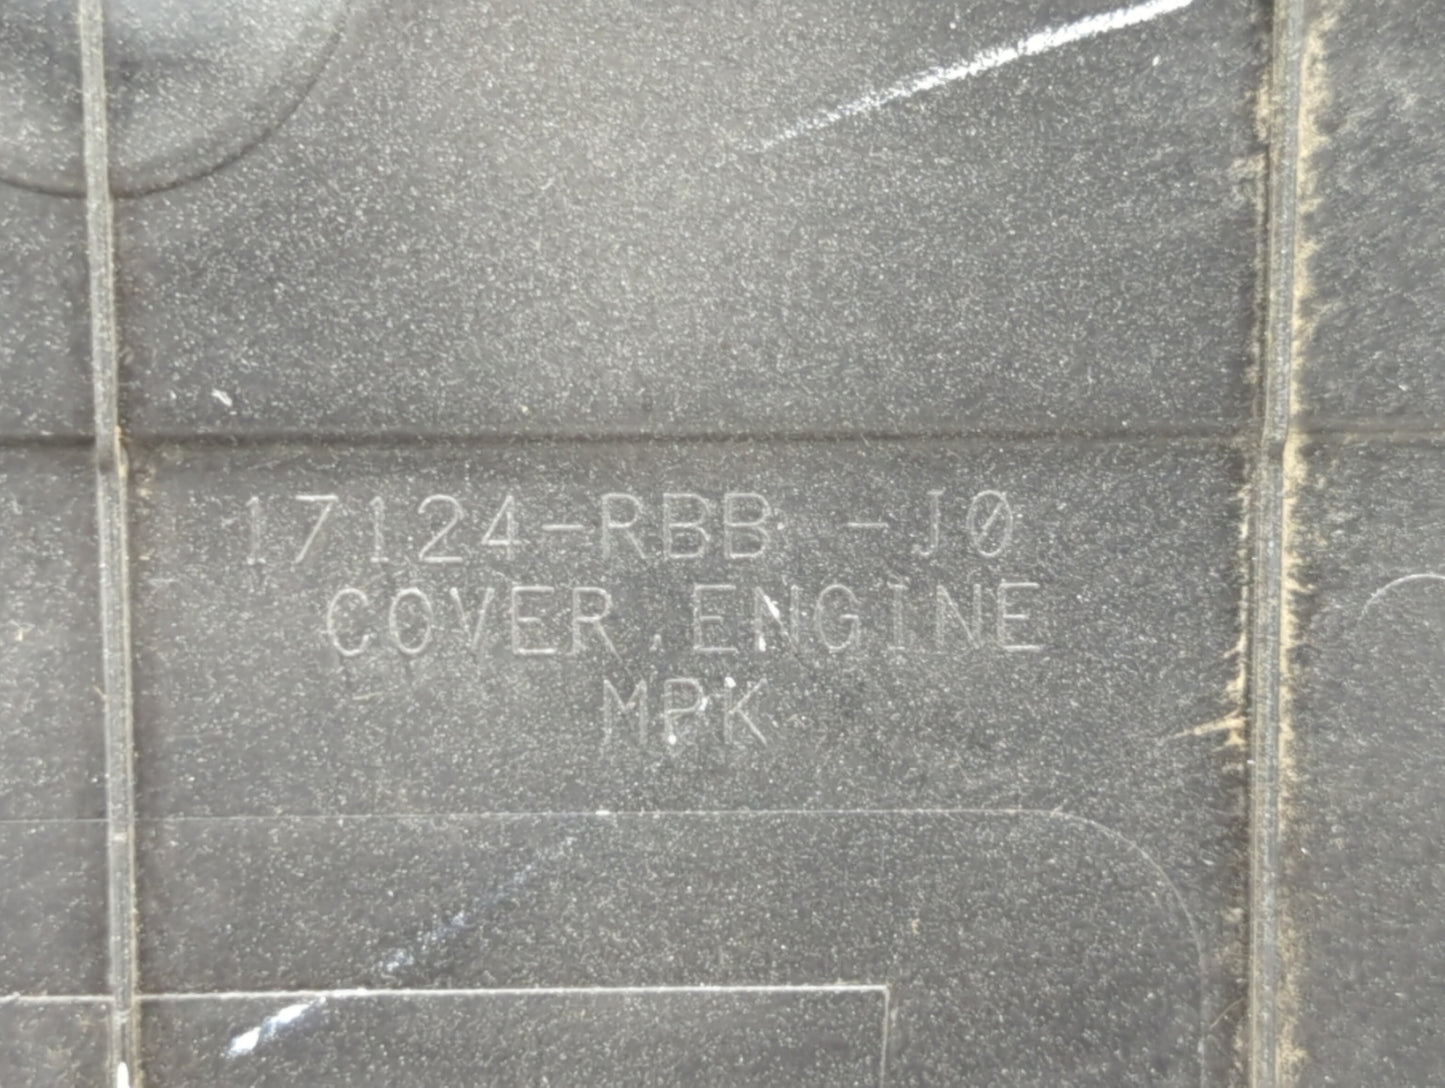 17124-RBB -J0
COVER,ENGINE
MPK